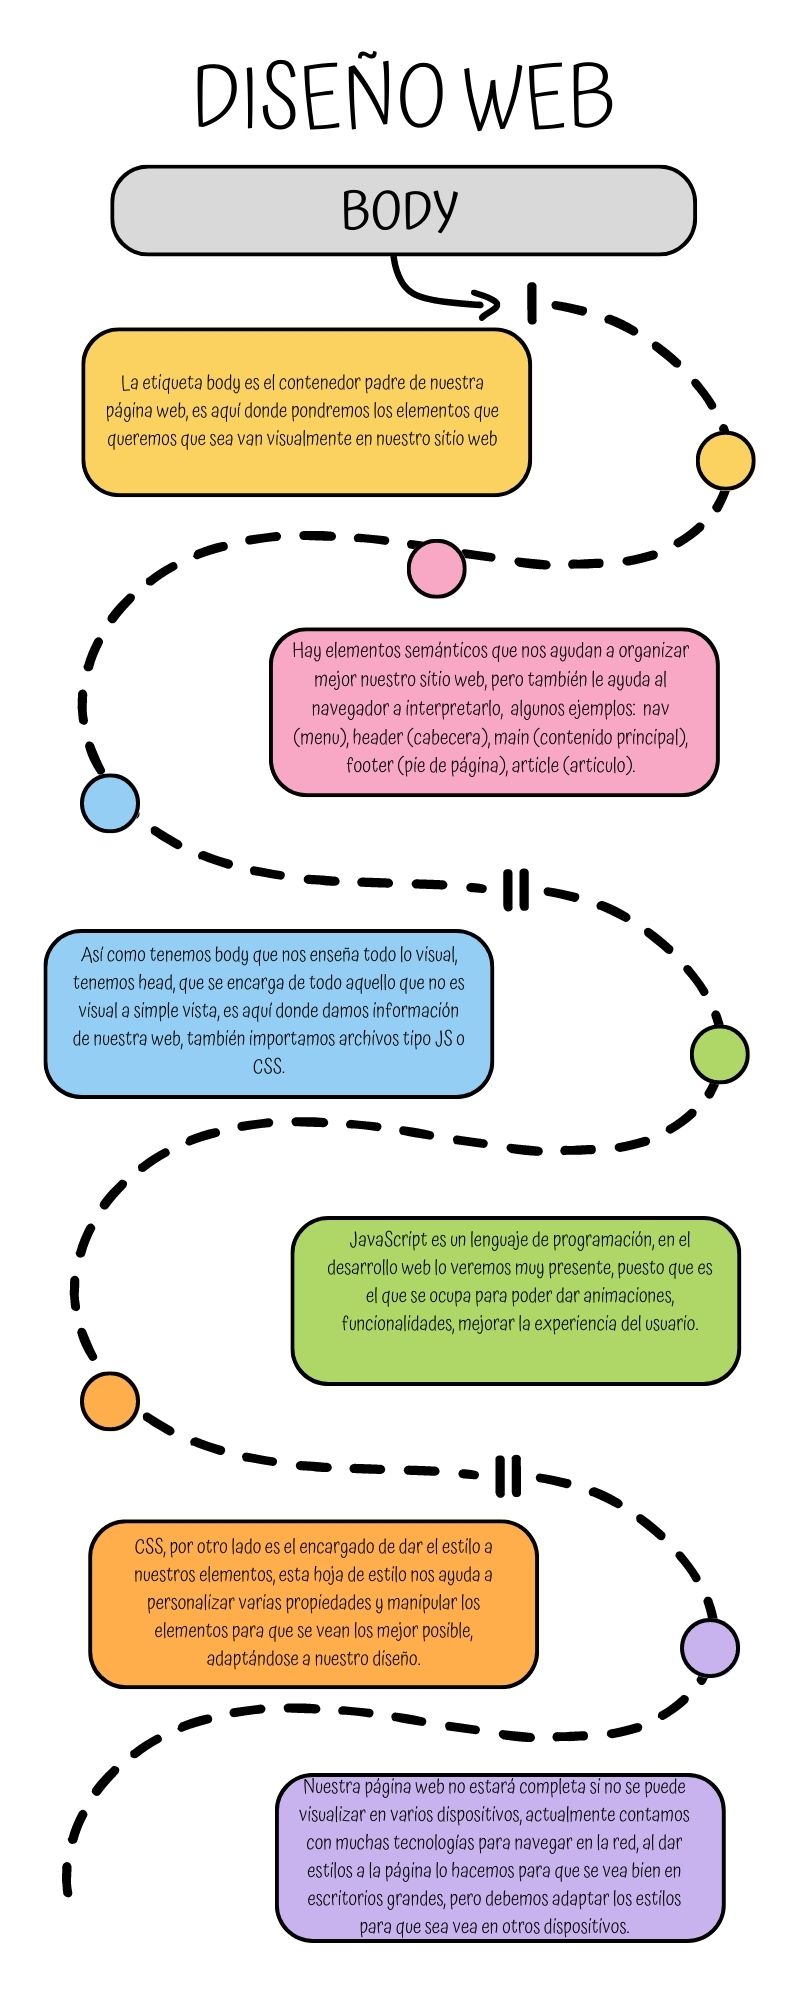 DISEÑO WEB
BODY
La etiqueta body es el contenedor padre de nuestra
página web, es aquí donde pondremos los elementos que
queremos que sea van visualmente en nuestro sitio web
Hay elementos semánticos que nos ayudan a organizar
mejor nuestro sitio web, pero también le ayuda al
navegador a interpretarlo, algunos ejemplos: nav
(menu), header (cabecera), main (contenido principal),
footer (pie de página), article (articulo).
Así como tenemos body que nos enseña todo lo visual,
tenemos head, que se encarga de todo aquello que no es
visual a simple vista, es aquí donde damos información
de nuestra web, también importamos archivos tipo JS o
CSS.
JavaScript es un lenguaje de programación, en el
desarrollo web lo veremos muy presente, puesto que es
el que se ocupa para poder dar animaciones,
funcionalidades, mejorar la experiencia del usuario.
CSS, por otro lado es el encargado de dar el estilo a
nuestros elementos, esta hoja de estilo nos ayuda a
personalizar varias propiedades y manipular los
elementos para que se vean los mejor posible,
adaptándose a nuestro diseño.
Nuestra página web no estará completa si no se puede
visualizar en varios dispositivos, actualmente contamos
con muchas tecnologías para navegar en la red, al dar
estilos a la página lo hacemos para que se vea bien en
escritorios grandes, pero debemos adaptar los estilos
para que sea vea en otros dispositivos.